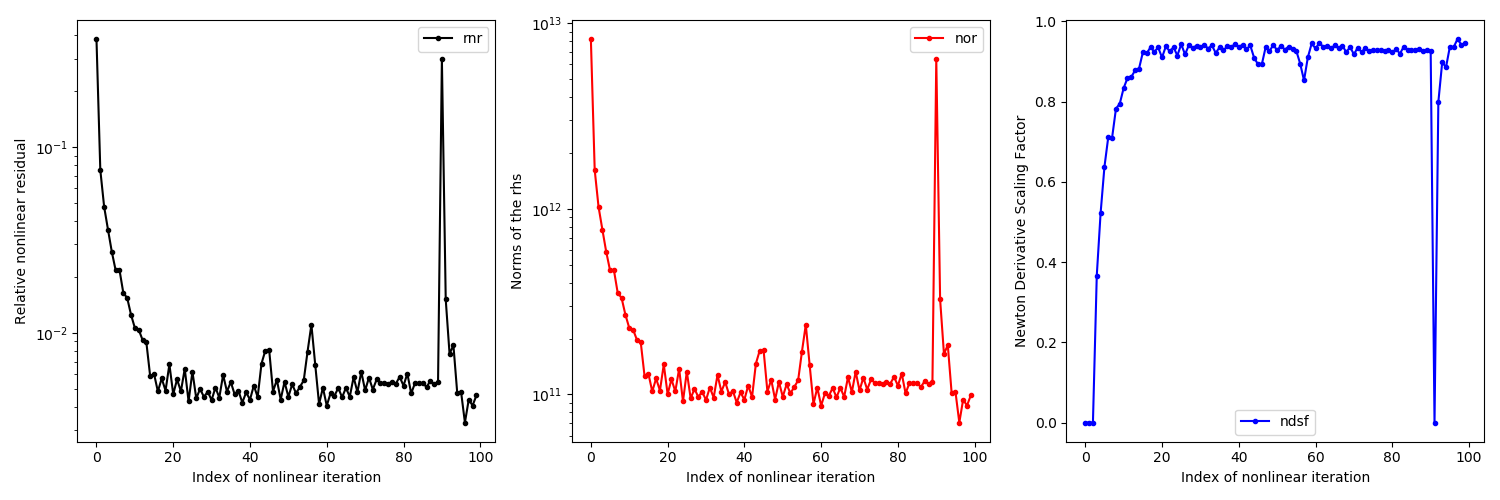 Relative nonlinear residual
10⁻¹
10⁻²
0 20 40 60 80 100
Index of nonlinear iteration
rnr
Norms of the rhs
10¹³
10¹²
10¹¹
0 20 40 60 80 100
Index of nonlinear iteration
nor
Newton Derivative Scaling Factor
1.0
0.8
0.6
0.4
0.2
0.0
0 20 40 60 80 100
Index of nonlinear iteration
ndsf